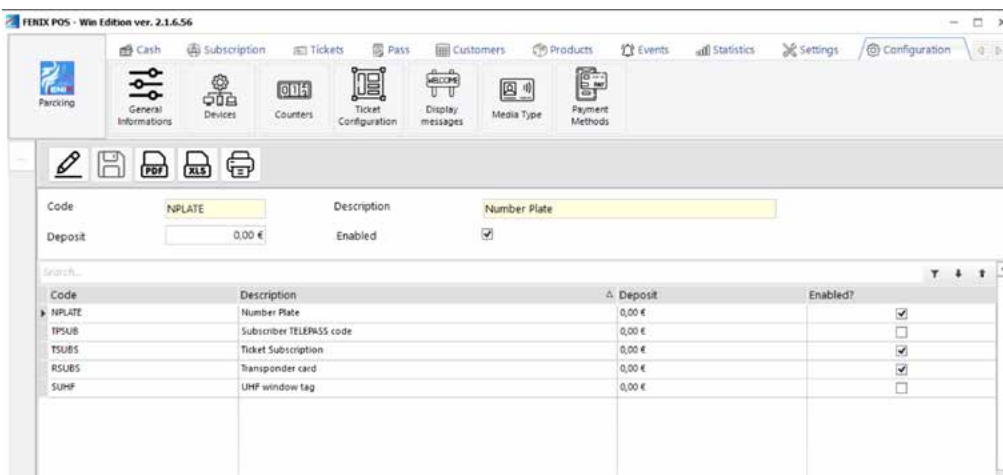 FENIX POS - Win Edition ver. 2.1.6.56
Cash Subscription Tickets Pass Customers Products Events Statistics Settings Configuration
FENIX
Parcking
General Informations
Devices
Counters
Ticket Configuration
WELCOME
Display messages
Media Type
PAY
Payment Methods
PDF XLS
Code NPLATE Description Number Plate
Deposit 0,00 € Enabled
Search...
Code Description Deposit Enabled?
NPLATE Number Plate 0,00 €
TPSUB Subscriber TELEPASS code 0,00 €
TSUBS Ticket Subscription 0,00 €
RSUBS Transponder card 0,00 €
SUHF UHF window tag 0,00 €